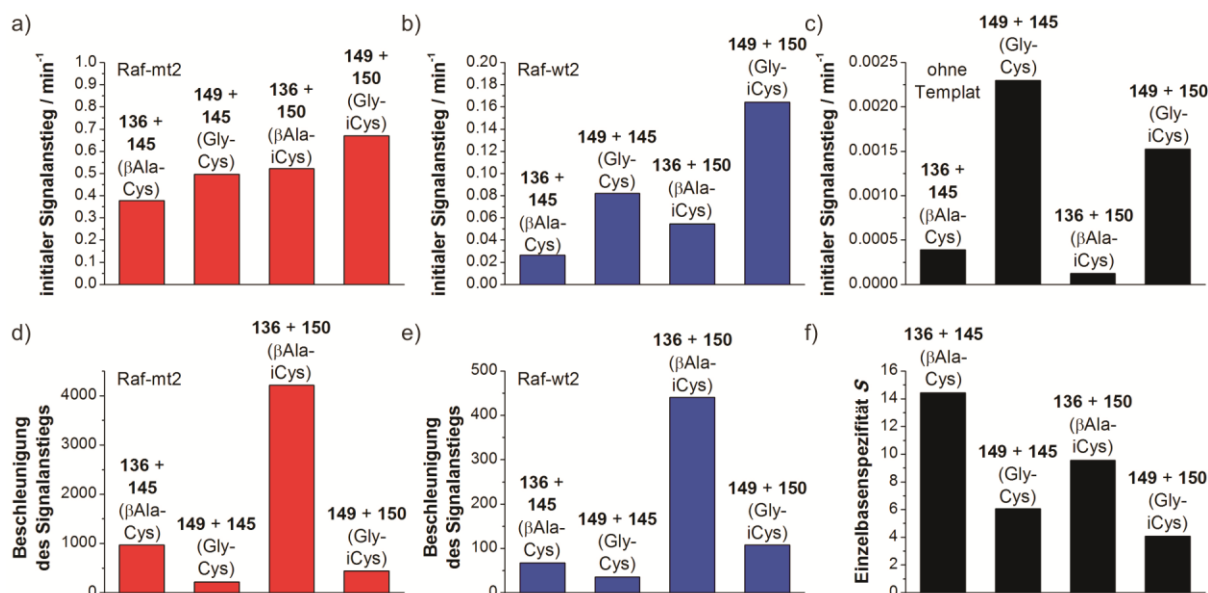 a)
initialer Signalanstieg / min⁻¹
1.0
0.9
0.8
0.7
0.6
0.5
0.4
0.3
0.2
0.1
0.0
Raf-mt2
136 +
145
(βAla-
Cys)
149 +
145
(Gly-
Cys)
136 +
150
(βAla-
iCys)
149 +
150
(Gly-
iCys)
b)
initialer Signalanstieg / min⁻¹
0.20
0.18
0.16
0.14
0.12
0.10
0.08
0.06
0.04
0.02
0.00
Raf-wt2
136 +
145
(βAla-
Cys)
149 + 145
(Gly-
Cys)
136 + 150
(βAla-
iCys)
149 + 150
(Gly-
iCys)
c)
initialer Signalanstieg / min⁻¹
0.0025
0.0020
0.0015
0.0010
0.0005
0.0000
ohne
Templat
136 +
145
(βAla-
Cys)
149 + 145
(Gly-
Cys)
136 + 150
(βAla-
iCys)
149 + 150
(Gly-
iCys)
d)
Beschleunigung
des Signalanstiegs
4000
3000
2000
1000
0
Raf-mt2
136 +
145
(βAla-
Cys)
149 + 145
(Gly-
Cys)
136 + 150
(βAla-
iCys)
149 + 150
(Gly-
iCys)
e)
Beschleunigung
des Signalanstiegs
500
400
300
200
100
0
Raf-wt2
136 +
145
(βAla-
Cys)
149 + 145
(Gly-
Cys)
136 + 150
(βAla-
iCys)
149 + 150
(Gly-
iCys)
f)
Einzelbasenspezifität S
16
14
12
10
8
6
4
2
0
136 + 145
(βAla-
Cys)
149 + 145
(Gly-
Cys)
136 + 150
(βAla-
iCys)
149 + 150
(Gly-
iCys)